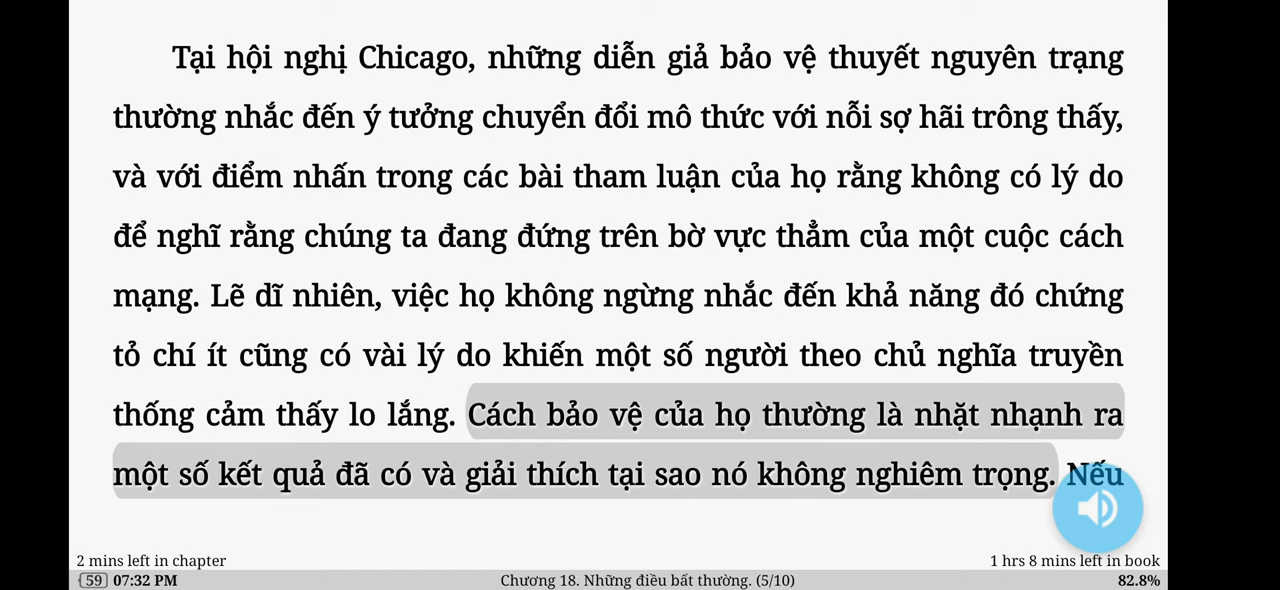 Tại hội nghị Chicago, những diễn giả bảo vệ thuyết nguyên trạng
thường nhắc đến ý tưởng chuyển đổi mô thức với nỗi sợ hãi trông thấy,
và với điểm nhấn trong các bài tham luận của họ rằng không có lý do
để nghĩ rằng chúng ta đang đứng trên bờ vực thẳm của một cuộc cách
mạng. Lẽ dĩ nhiên, việc họ không ngừng nhắc đến khả năng đó chứng
tỏ chí ít cũng có vài lý do khiến một số người theo chủ nghĩa truyền
thống cảm thấy lo lắng. Cách bảo vệ của họ thường là nhặt nhạnh ra
một số kết quả đã có và giải thích tại sao nó không nghiêm trọng. Nếu
2 mins left in chapter 1 hrs 8 mins left in book
59 07:32 PM Chương 18. Những điều bất thường. (5/10) 82.8%